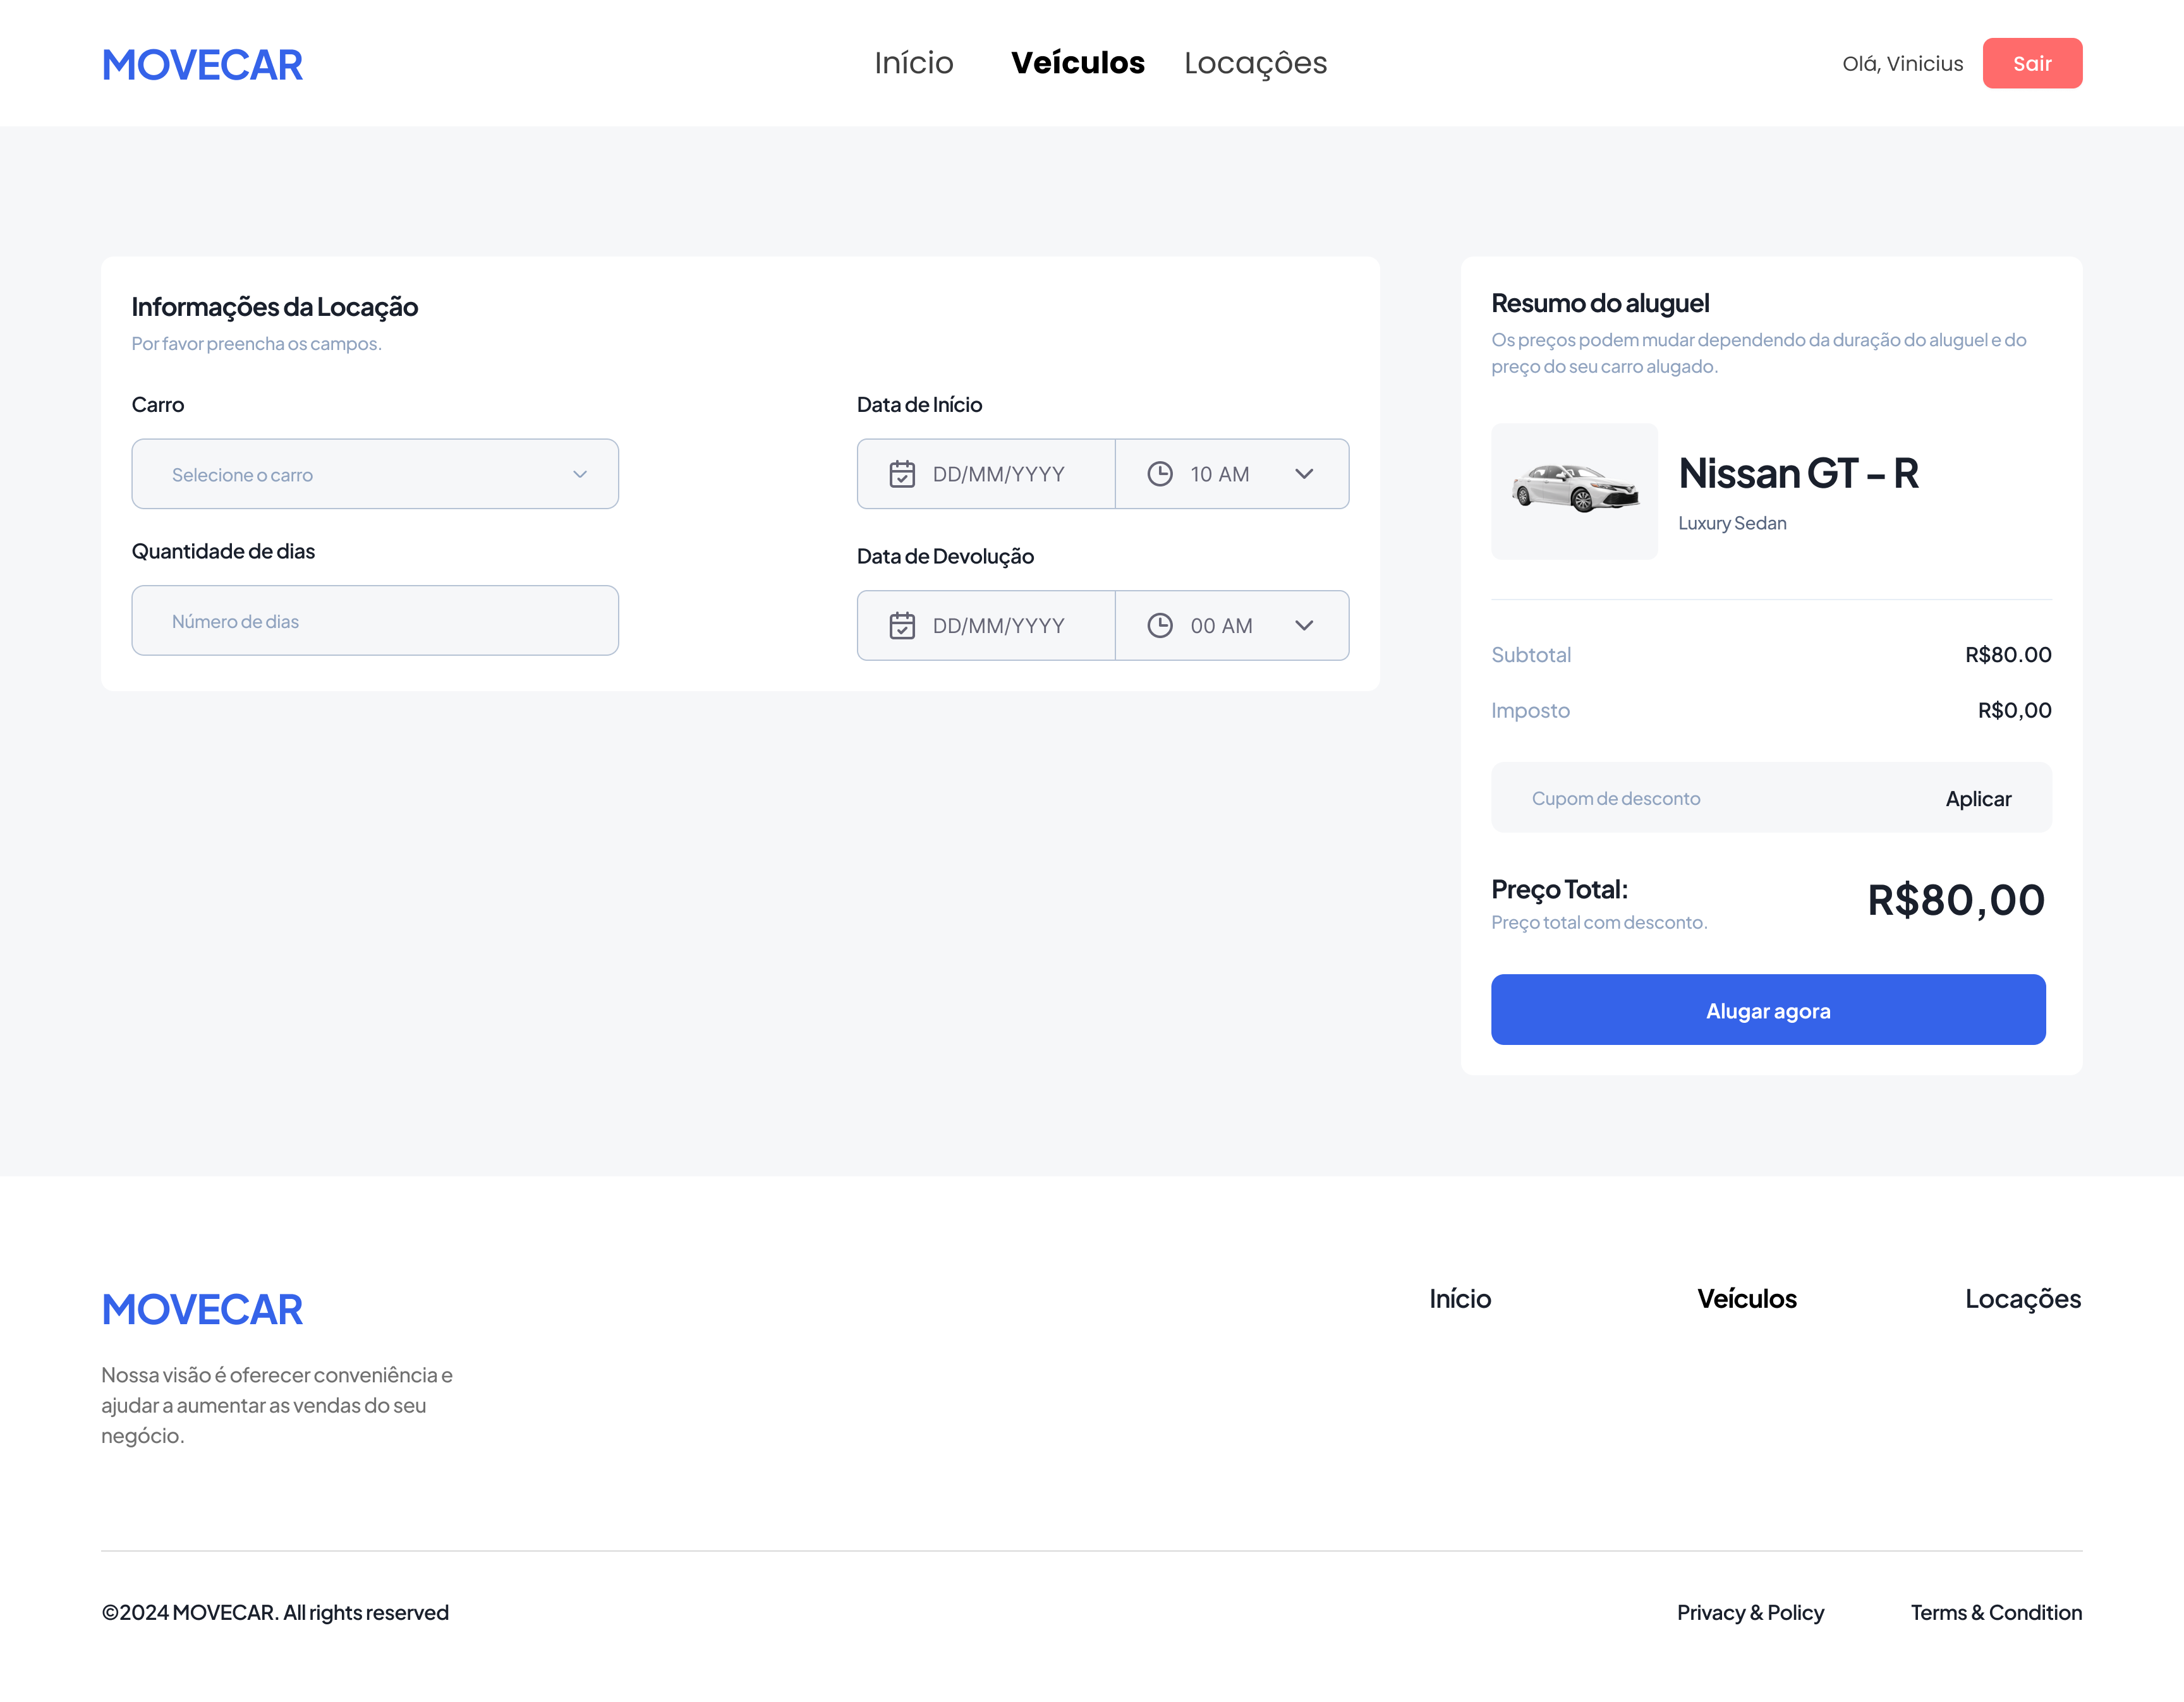 MOVECAR
Início Veículos Locações
Olá, Vinicius Sair
Informações da Locação
Por favor preencha os campos.
Carro
Selecione o carro
Quantidade de dias
Número de dias
Data de Início
DD/MM/YYYY 10 AM
Data de Devolução
DD/MM/YYYY 00 AM
Resumo do aluguel
Os preços podem mudar dependendo da duração do aluguel e do
preço do seu carro alugado.
Nissan GT – R
Luxury Sedan
Subtotal R$80.00
Imposto R$0,00
Cupom de desconto Aplicar
Preço Total: R$80,00
Preço total com desconto.
Alugar agora
MOVECAR
Nossa visão é oferecer conveniência e
ajudar a aumentar as vendas do seu
negócio.
Início Veículos Locações
©2024 MOVECAR. All rights reserved
Privacy & Policy Terms & Condition